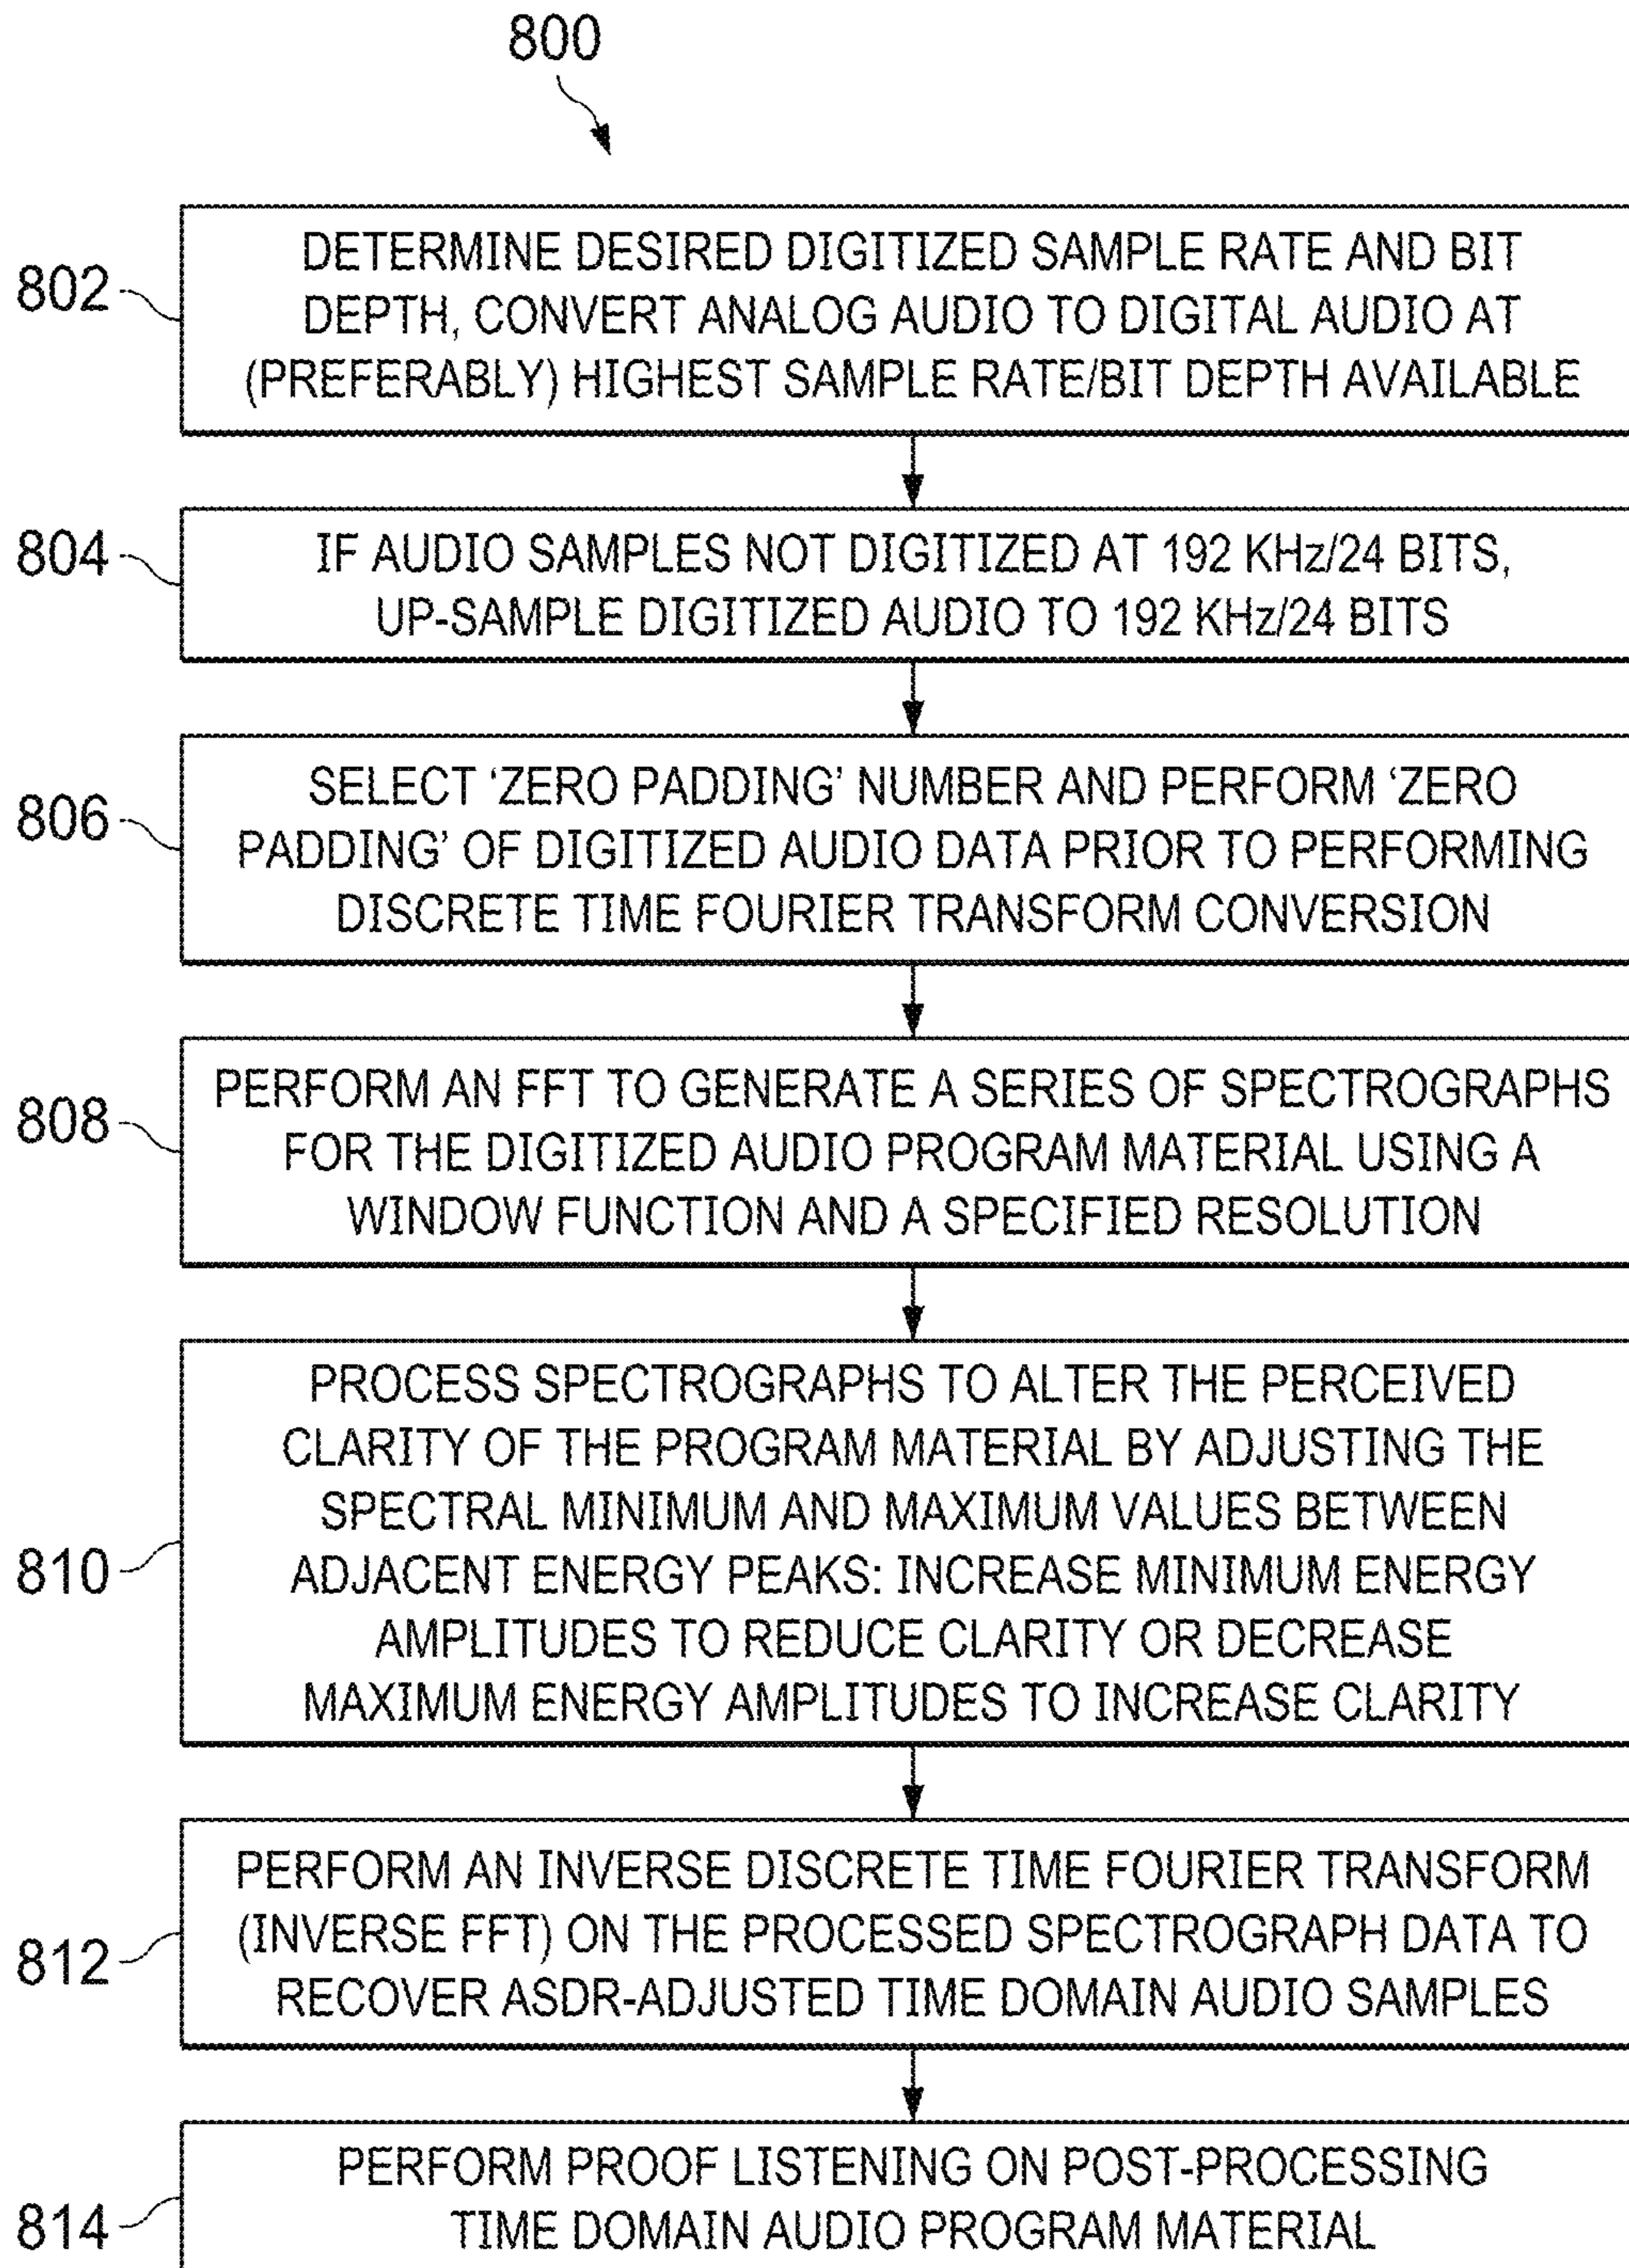 800
802
DETERMINE DESIRED DIGITIZED SAMPLE RATE AND BIT
DEPTH, CONVERT ANALOG AUDIO TO DIGITAL AUDIO AT
(PREFERABLY) HIGHEST SAMPLE RATE/BIT DEPTH AVAILABLE
804
IF AUDIO SAMPLES NOT DIGITIZED AT 192 KHz/24 BITS,
UP-SAMPLE DIGITIZED AUDIO TO 192 KHz/24 BITS
806
SELECT ‘ZERO PADDING’ NUMBER AND PERFORM ‘ZERO
PADDING’ OF DIGITIZED AUDIO DATA PRIOR TO PERFORMING
DISCRETE TIME FOURIER TRANSFORM CONVERSION
808
PERFORM AN FFT TO GENERATE A SERIES OF SPECTROGRAPHS
FOR THE DIGITIZED AUDIO PROGRAM MATERIAL USING A
WINDOW FUNCTION AND A SPECIFIED RESOLUTION
810
PROCESS SPECTROGRAPHS TO ALTER THE PERCEIVED
CLARITY OF THE PROGRAM MATERIAL BY ADJUSTING THE
SPECTRAL MINIMUM AND MAXIMUM VALUES BETWEEN
ADJACENT ENERGY PEAKS: INCREASE MINIMUM ENERGY
AMPLITUDES TO REDUCE CLARITY OR DECREASE
MAXIMUM ENERGY AMPLITUDES TO INCREASE CLARITY
812
PERFORM AN INVERSE DISCRETE TIME FOURIER TRANSFORM
(INVERSE FFT) ON THE PROCESSED SPECTROGRAPH DATA TO
RECOVER ASDR-ADJUSTED TIME DOMAIN AUDIO SAMPLES
814
PERFORM PROOF LISTENING ON POST-PROCESSING
TIME DOMAIN AUDIO PROGRAM MATERIAL